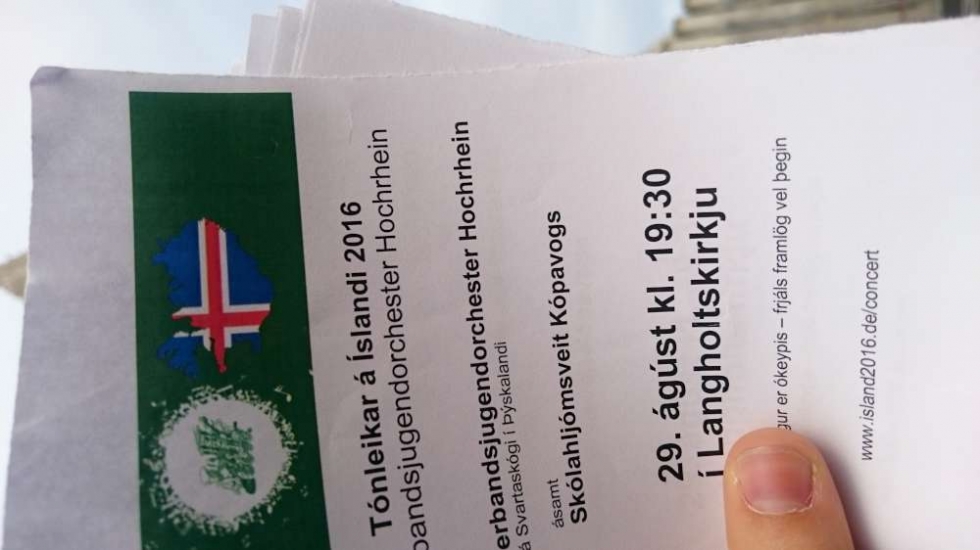 Tónleikar á Íslandi 2016
bandsjugendorchester Hochrhein
erbandsjugendorchester Hochrhein
á Svartaskógi í Þýskalandi
ásamt
Skólahljómsveit Kópavogs
29. ágúst kl. 19:30
í Langholtskirkju
gur er ókeypis – frjáls framlög vel þegin
www.island2016.de/concert